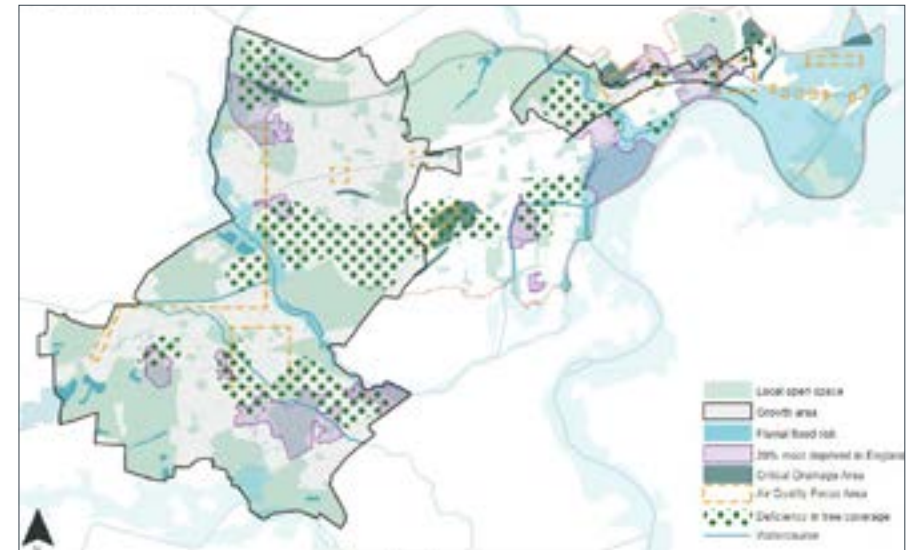 Local open space
Growth area
Fluvial flood risk
20% most deprived in England
Critical Drainage Area
Air Quality Focus Area
Deficiency in tree coverage
Watercourse